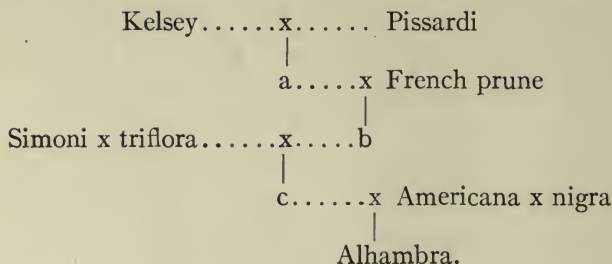 Kelsey......x...... Pissardi
a.....x French prune
Simoni x triflora......x.....b
c......x Americana x nigra
Alhambra.